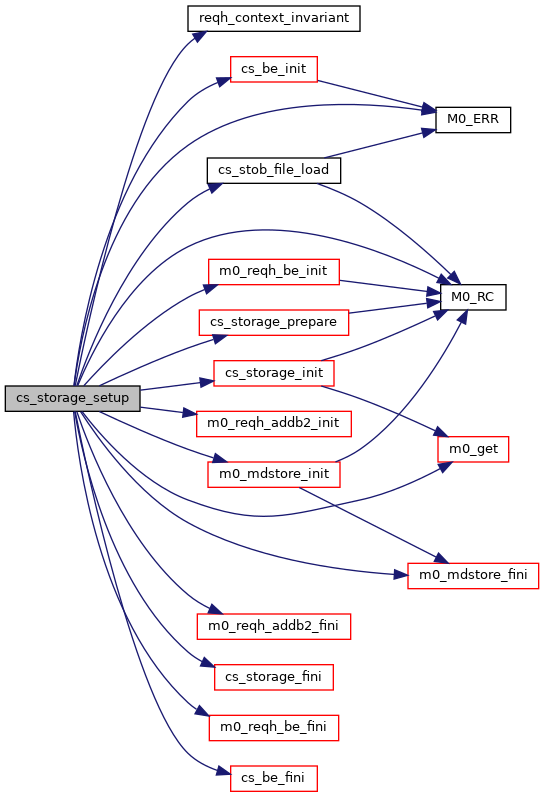 reqh_context_invariant
cs_be_init
M0_ERR
cs_stob_file_load
m0_reqh_be_init
M0_RC
cs_storage_prepare
cs_storage_init
cs_storage_setup
m0_reqh_addb2_init
m0_get
m0_mdstore_init
m0_mdstore_fini
m0_reqh_addb2_fini
cs_storage_fini
m0_reqh_be_fini
cs_be_fini